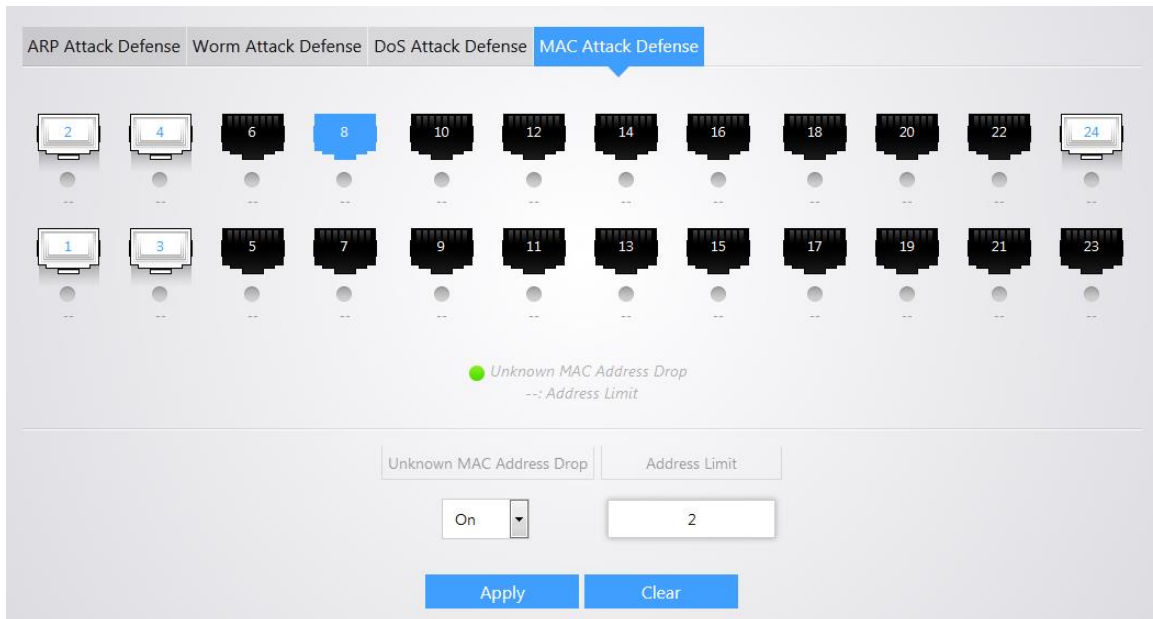 ARP Attack Defense Worm Attack Defense DoS Attack Defense MAC Attack Defense
2 4 6 8 10 12 14 16 18 20 22 24
-- -- -- -- -- -- -- -- -- -- -- --
1 3 5 7 9 11 13 15 17 19 21 23
-- -- -- -- -- -- -- -- -- -- -- --
Unknown MAC Address Drop
--: Address Limit
Unknown MAC Address Drop Address Limit
On 2
Apply Clear